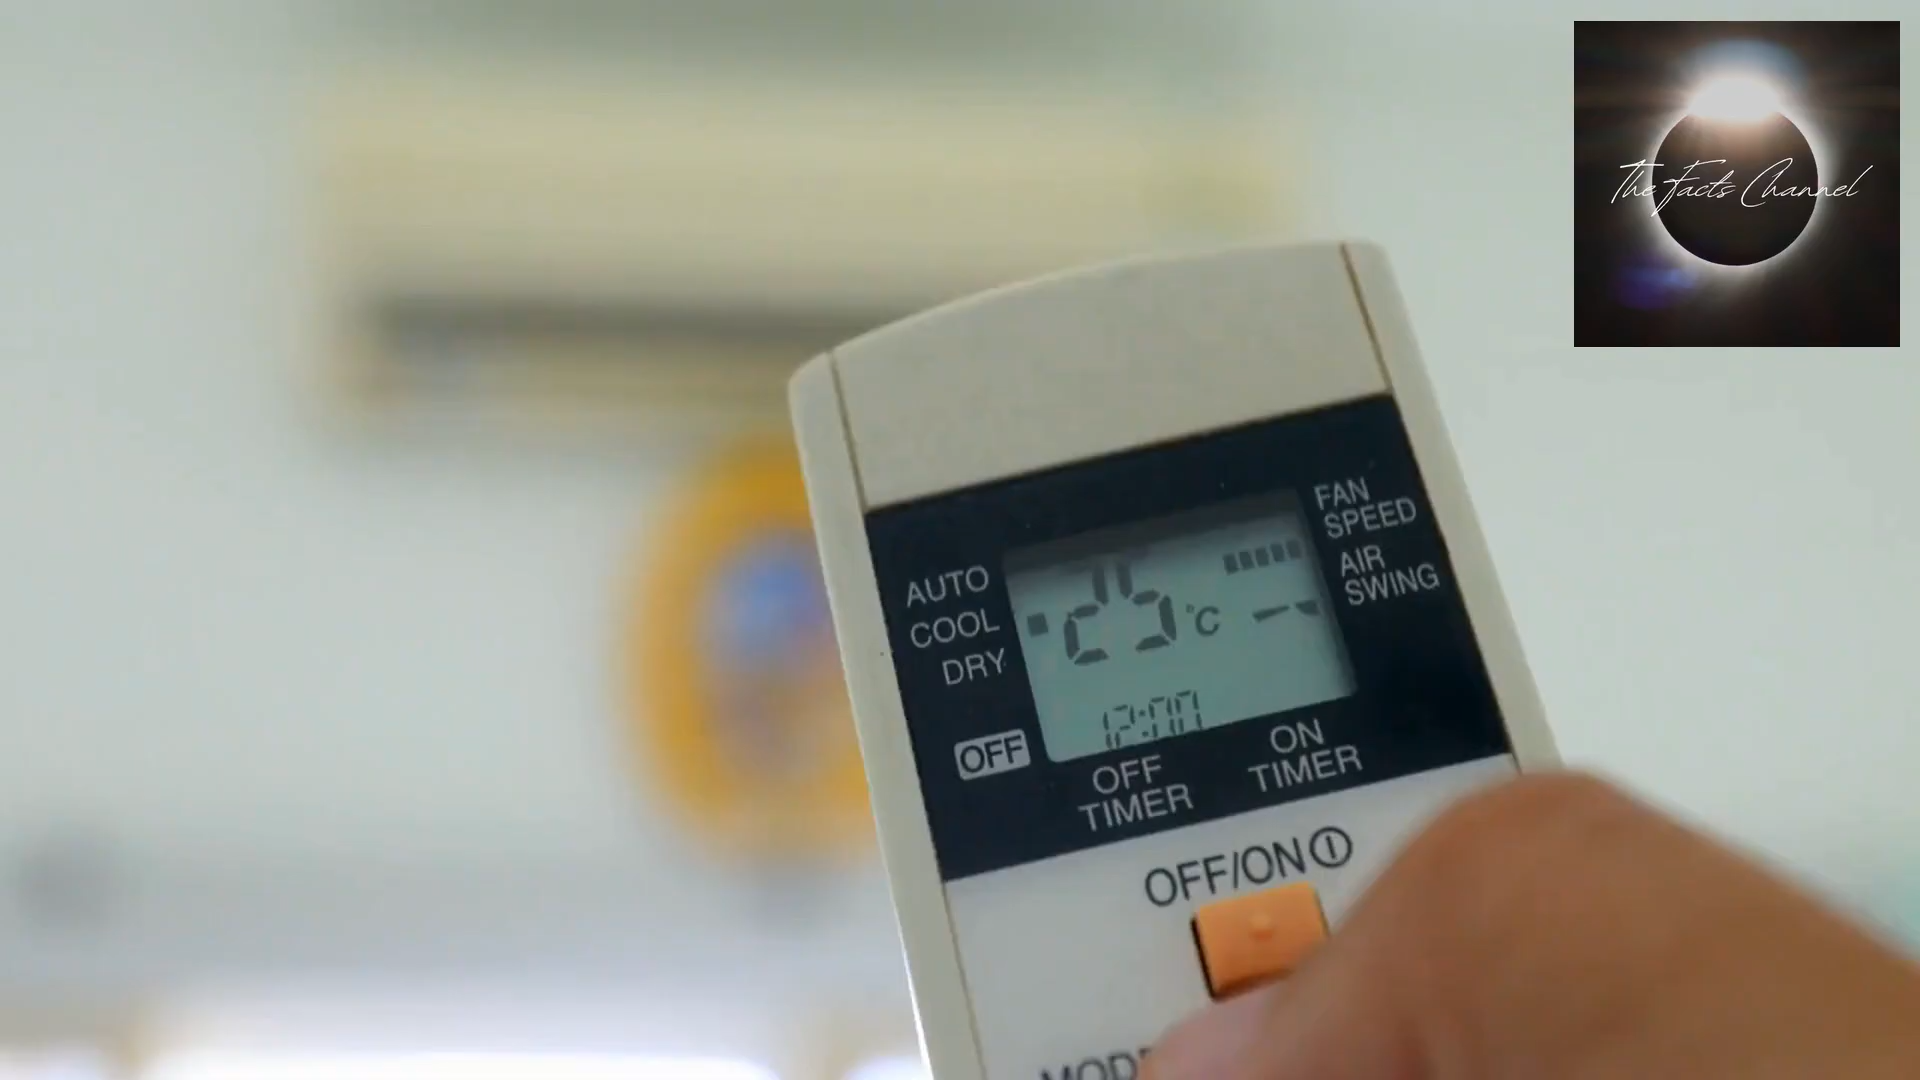 The Facts Channel
FAN
SPEED
AIR
SWING
AUTO
COOL
DRY
25°C
12:00
OFF
OFF
TIMER
ON
TIMER
OFF/ON